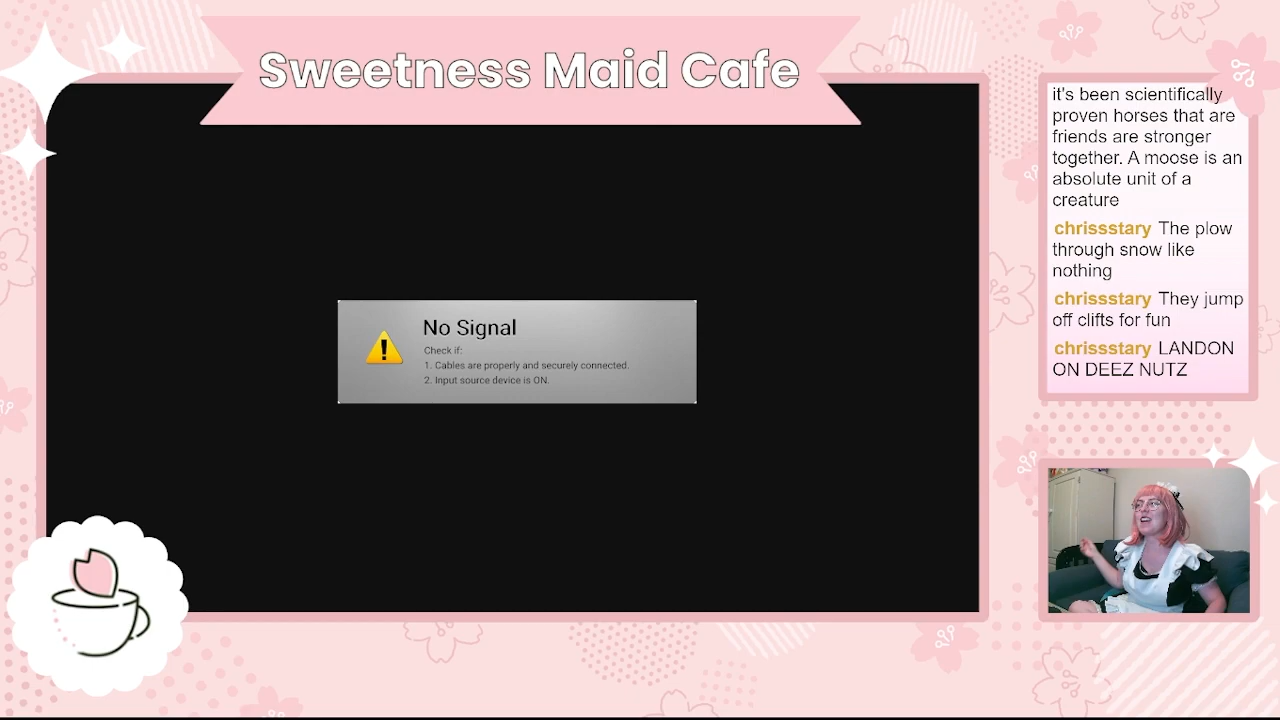 Sweetness Maid Cafe
No Signal
Check if:
1. Cables are properly and securely connected.
2. Input source device is ON.
it's been scientifically
proven horses that are
friends are stronger
together. A moose is an
absolute unit of a
creature
chrissstary The plow
through snow like
nothing
chrissstary They jump
off clifts for fun
chrissstary LANDON
ON DEEZ NUTZ